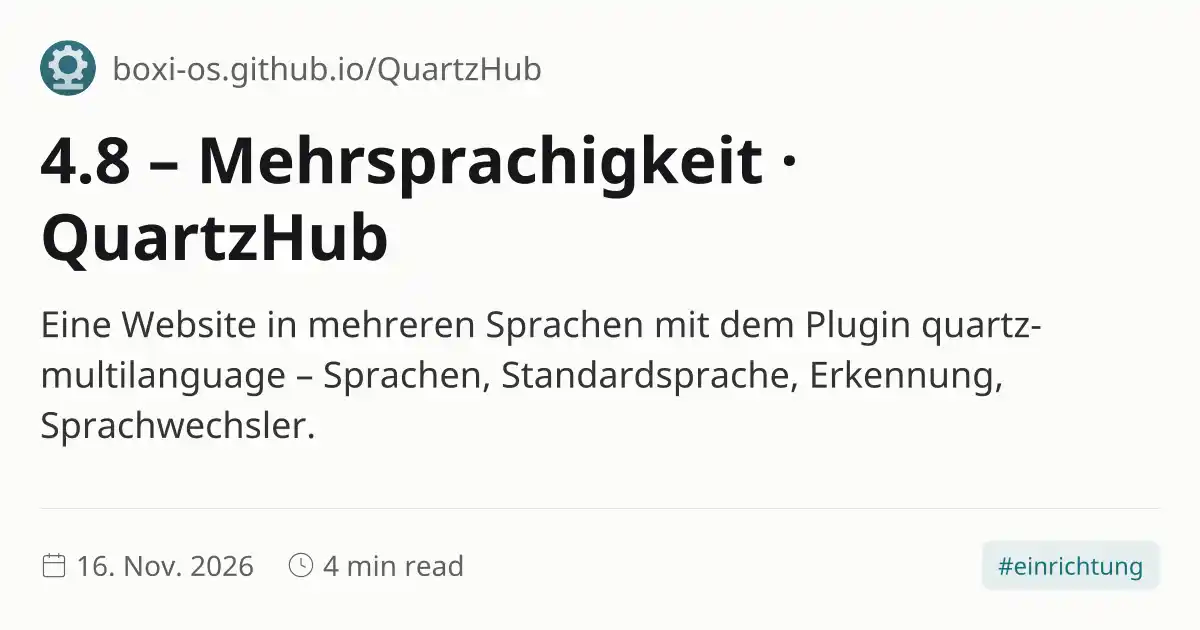 boxi-os.github.io/QuartzHub
4.8 – Mehrsprachigkeit ·
QuartzHub
Eine Website in mehreren Sprachen mit dem Plugin quartz-
multilanguage – Sprachen, Standardsprache, Erkennung,
Sprachwechsler.
16. Nov. 2026 4 min read #einrichtung